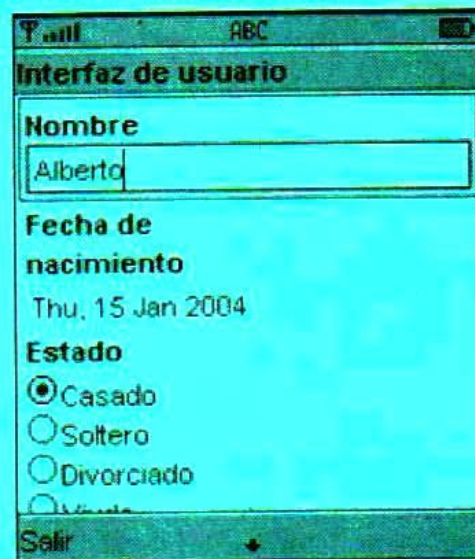 ABC
Interfaz de usuario
Nombre
Alberto
Fecha de
nacimiento
Thu, 15 Jan 2004
Estado
Casado
Soltero
Divorciado
Salir